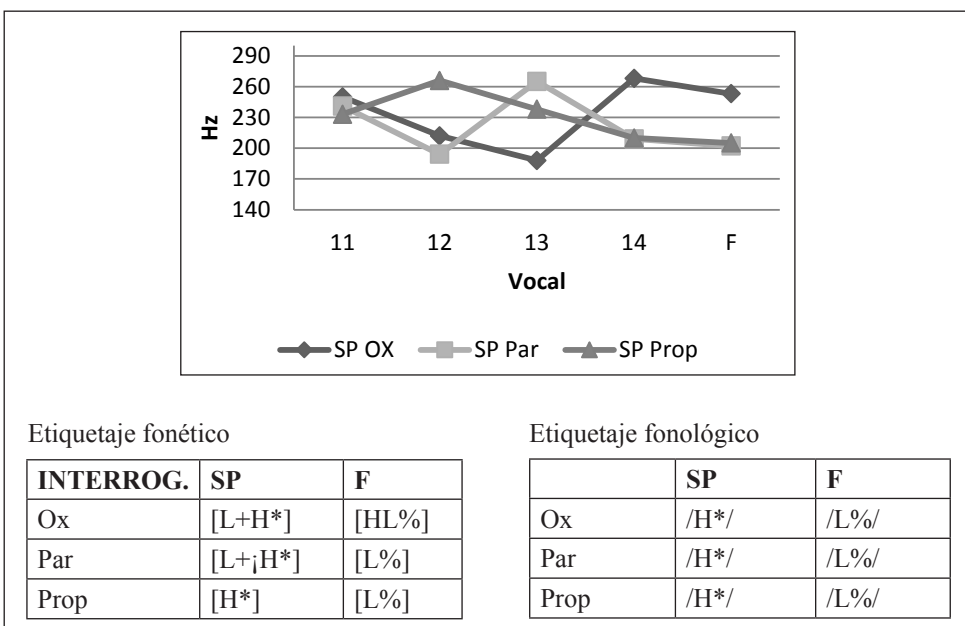 290
260
230
200
170
140
Hz
11 12 13 14 F
Vocal
SP OX SP Par SP Prop
Etiquetaje fonético
INTERROG. SP F
Ox [L+H*] [HL%]
Par [L+¡H*] [L%]
Prop [H*] [L%]
Etiquetaje fonológico
SP F
Ox /H*/ /L%/
Par /H*/ /L%/
Prop /H*/ /L%/